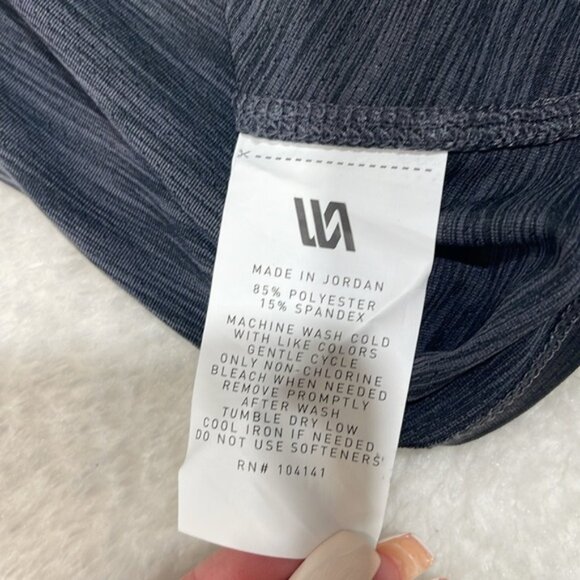 MADE IN JORDAN
85% POLYESTER
15% SPANDEX
MACHINE WASH COLD
WITH LIKE COLORS
GENTLE CYCLE
ONLY NON-CHLORINE
BLEACH WHEN NEEDED
REMOVE PROMPTLY
AFTER WASH
TUMBLE DRY LOW
COOL IRON IF NEEDED
DO NOT USE SOFTENERS
RN# 104141